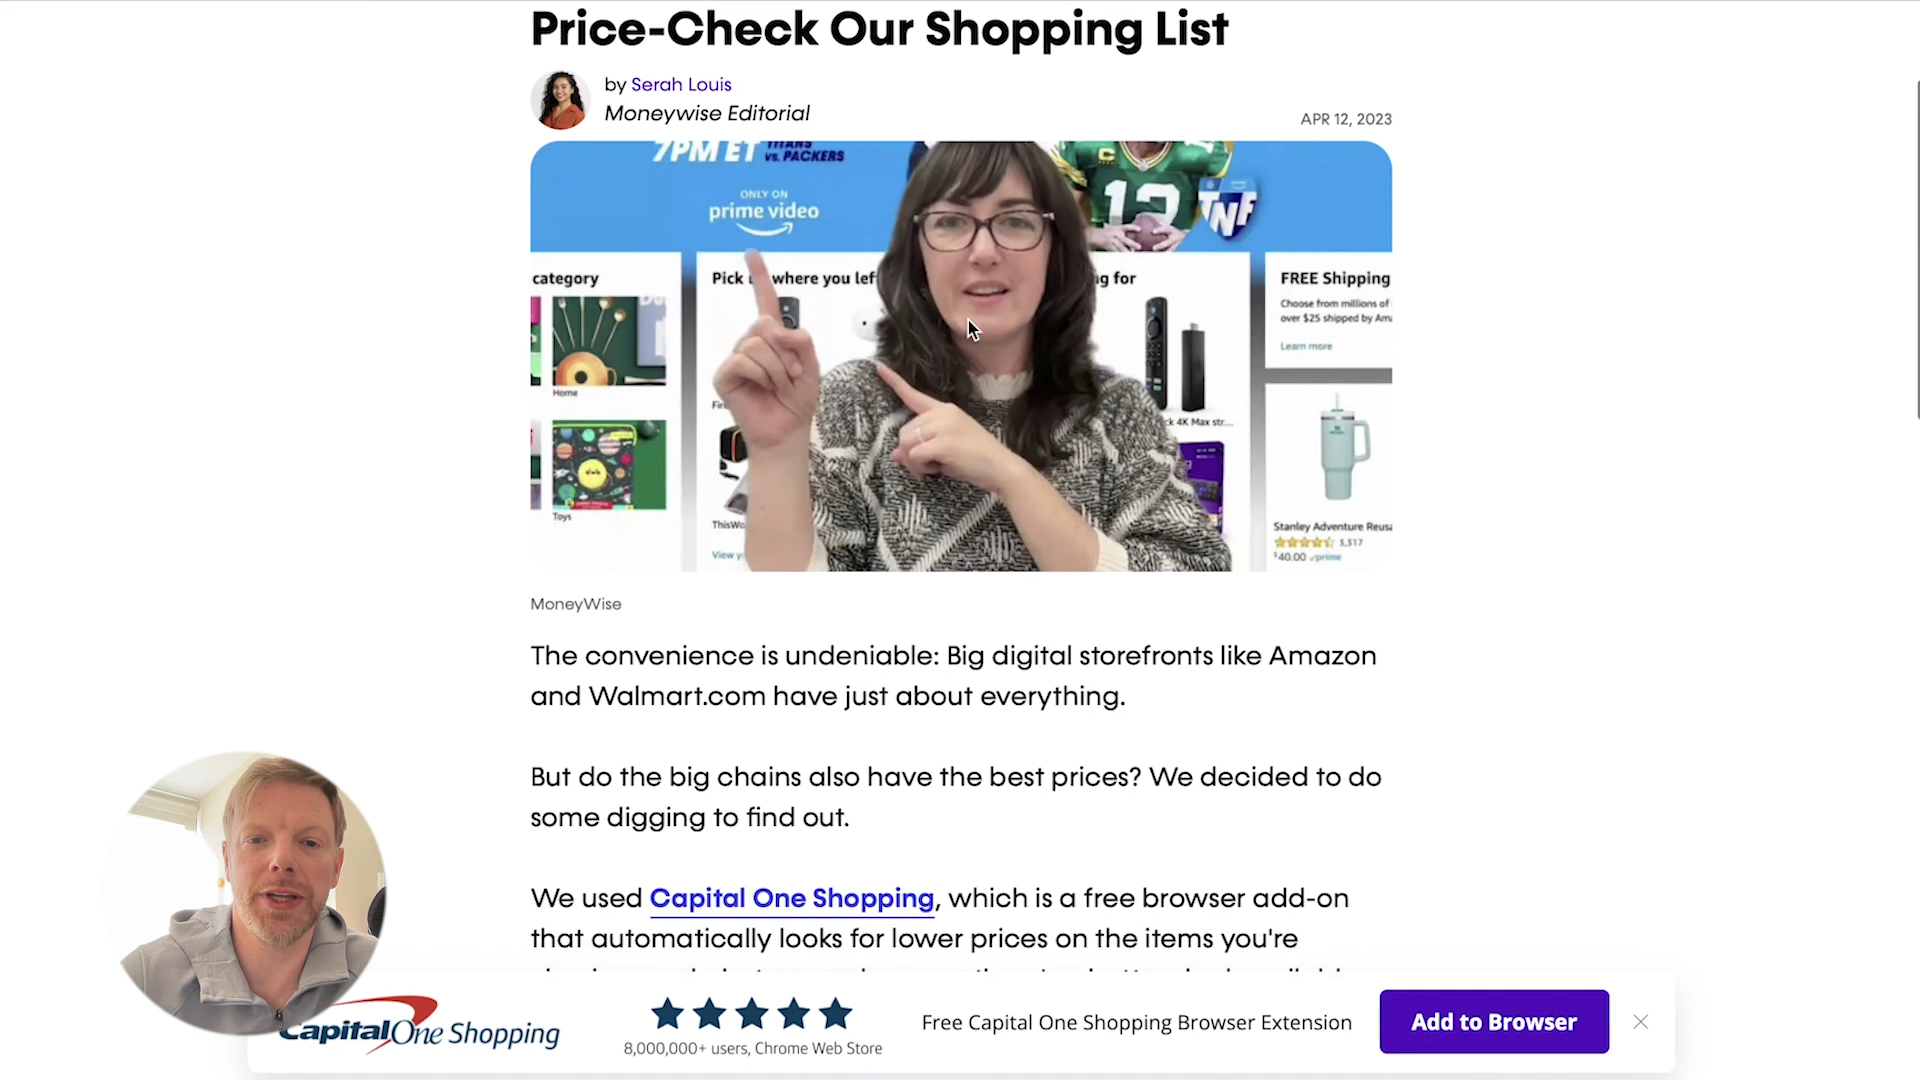 Price-Check Our Shopping List
by Serah Louis
Moneywise Editorial
APR 12, 2023
7PM ET TITANS
VS. PACKERS
ONLY ON
prime video
12
TNF
category
Pick where you lef
ng for
FREE Shipping
Choose from millions of
over $25 shipped by Ama
Learn more
Home
Toys
ck 4K Max str...
ThisWo
View y
Stanley Adventure Reusa
3,317
$40.00 prime
MoneyWise
The convenience is undeniable: Big digital storefronts like Amazon
and Walmart.com have just about everything.
But do the big chains also have the best prices? We decided to do
some digging to find out.
We used Capital One Shopping, which is a free browser add-on
that automatically looks for lower prices on the items you're
Capital One Shopping
8,000,000+ users, Chrome Web Store
Free Capital One Shopping Browser Extension
Add to Browser